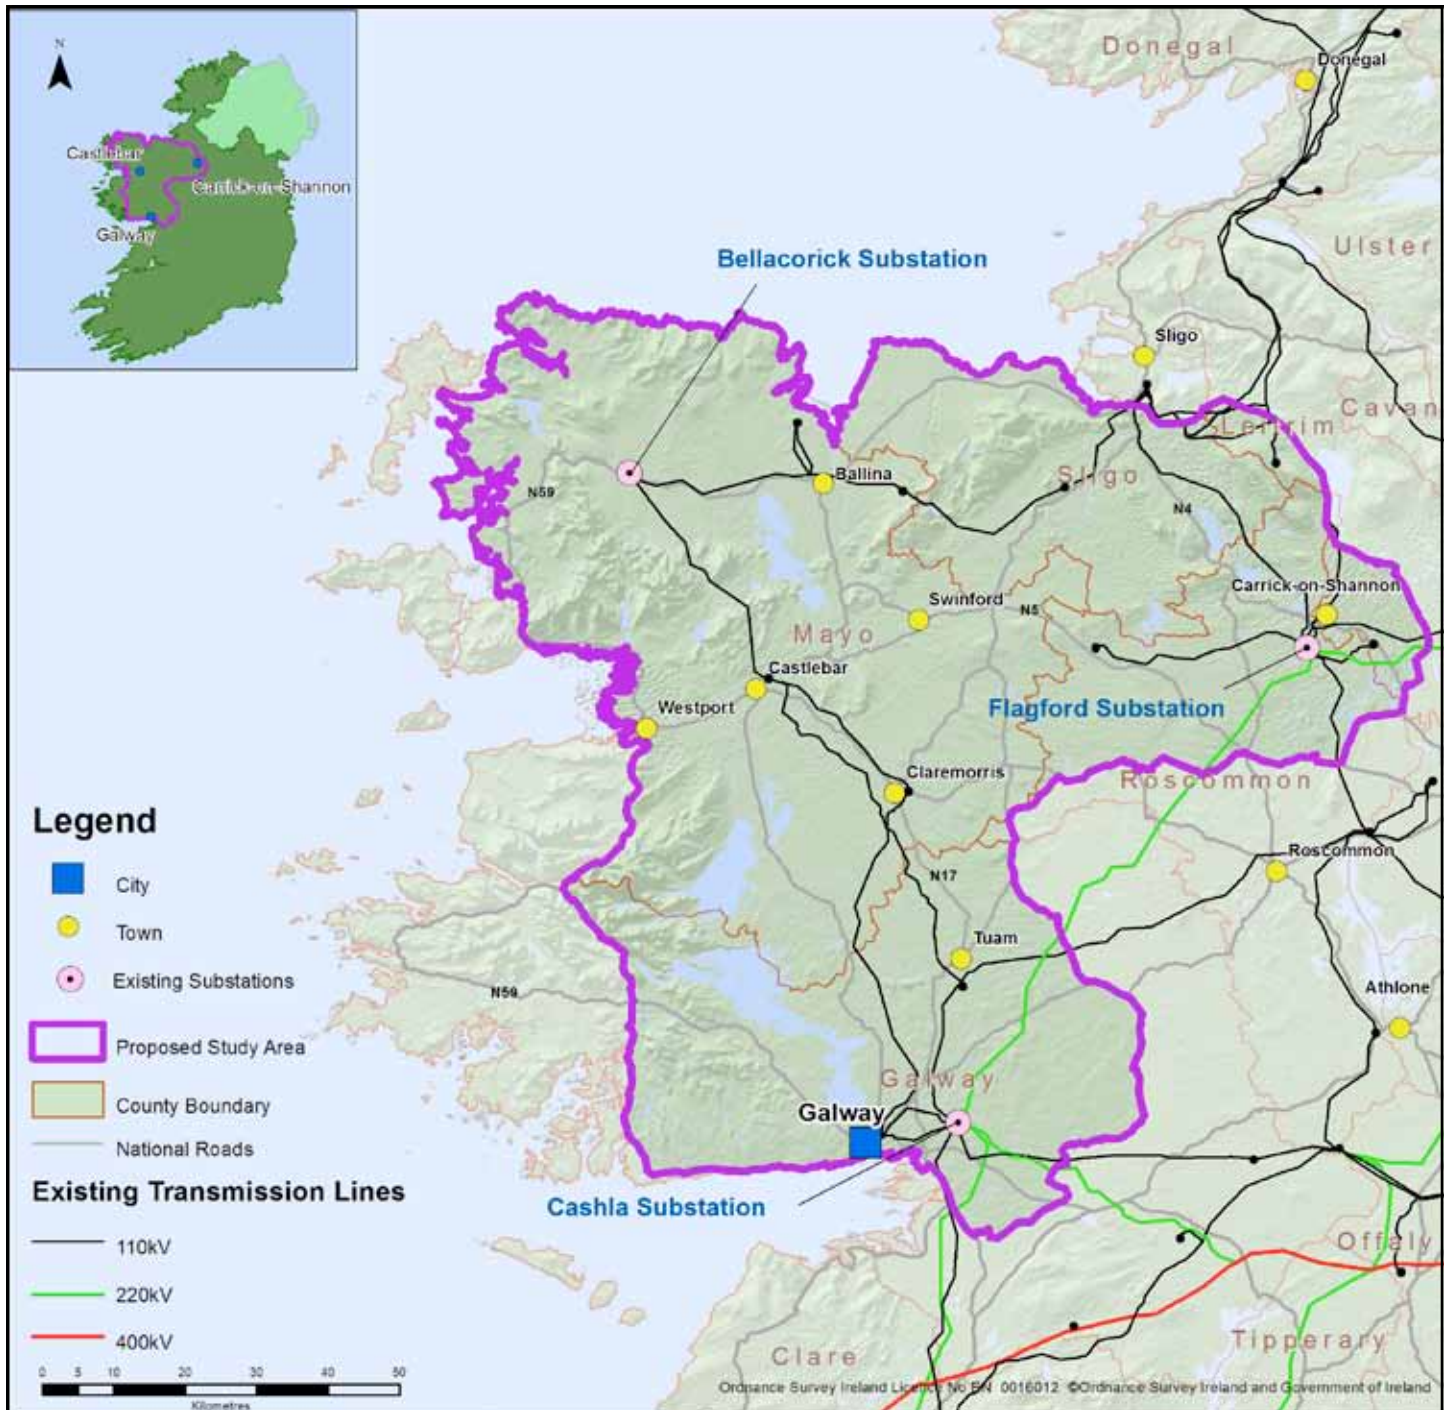 N
Castlebar
Carrick-on-Shannon
Galway
Donegal
Donegal
Ulster
Bellacorick Substation
Sligo
Cavan
Leitrim
Sligo
Ballina
N59
N4
Carrick-on-Shannon
Swinford
N5
Mayo
Castlebar
Flagford Substation
Westport
Claremorris
Roscommon
Roscommon
N17
Tuam
Athlone
N59
Galway
Galway
Cashla Substation
Offaly
Tipperary
Clare
Legend
City
Town
Existing Substations
Proposed Study Area
County Boundary
National Roads
Existing Transmission Lines
110kV
220kV
400kV
0 5 10 20 30 40 50
Kilometres
Ordnance Survey Ireland Licence No EN 0016012 ©Ordnance Survey Ireland and Government of Ireland